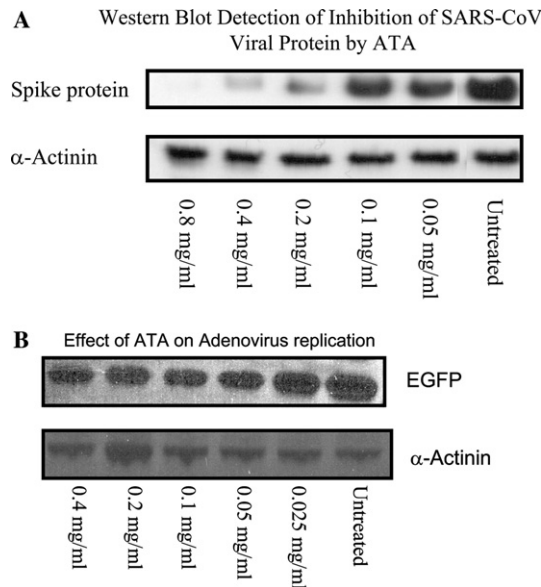 A
Western Blot Detection of Inhibition of SARS-CoV
Viral Protein by ATA
Spike protein
α-Actinin
0.8 mg/ml
0.4 mg/ml
0.2 mg/ml
0.1 mg/ml
0.05 mg/ml
Untreated
B
Effect of ATA on Adenovirus replication
EGFP
α-Actinin
0.4 mg/ml
0.2 mg/ml
0.1 mg/ml
0.05 mg/ml
0.025 mg/ml
Untreated